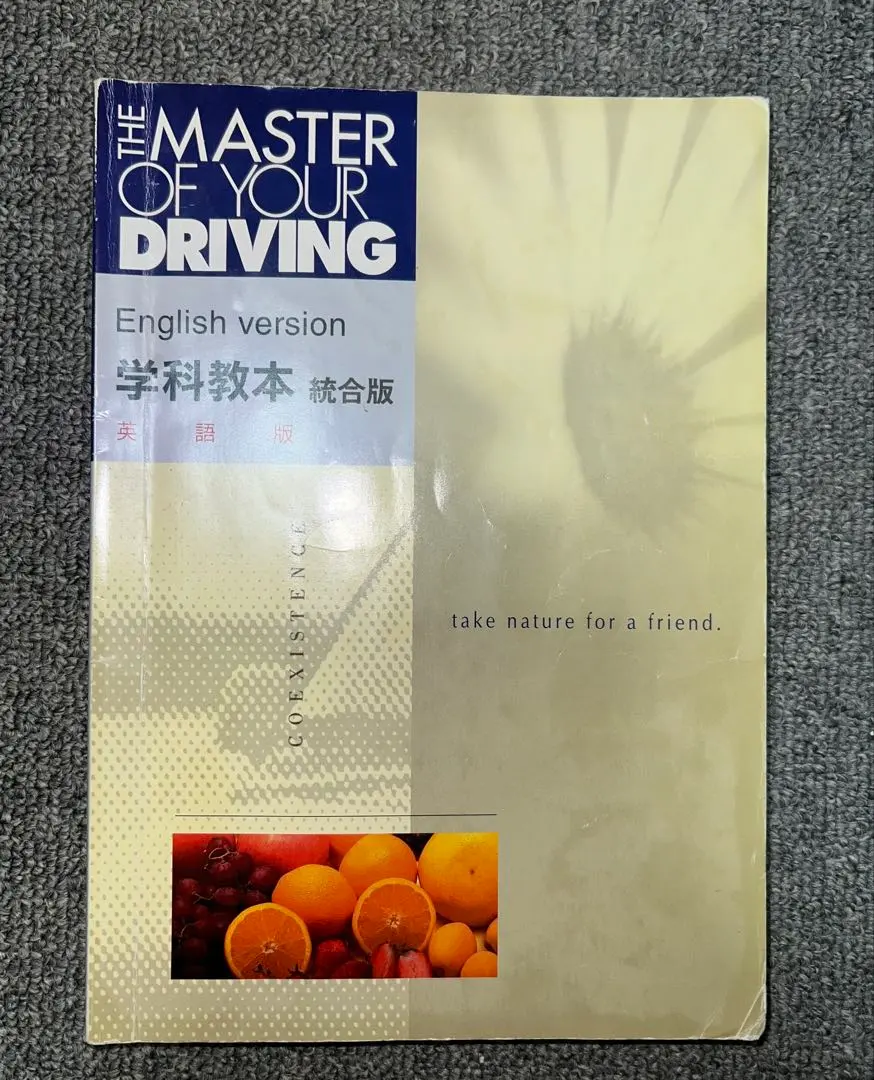 THE MASTER
OF YOUR
DRIVING
English version
学科教本 統合版
英語版
COEXISTENCE
take nature for a friend.